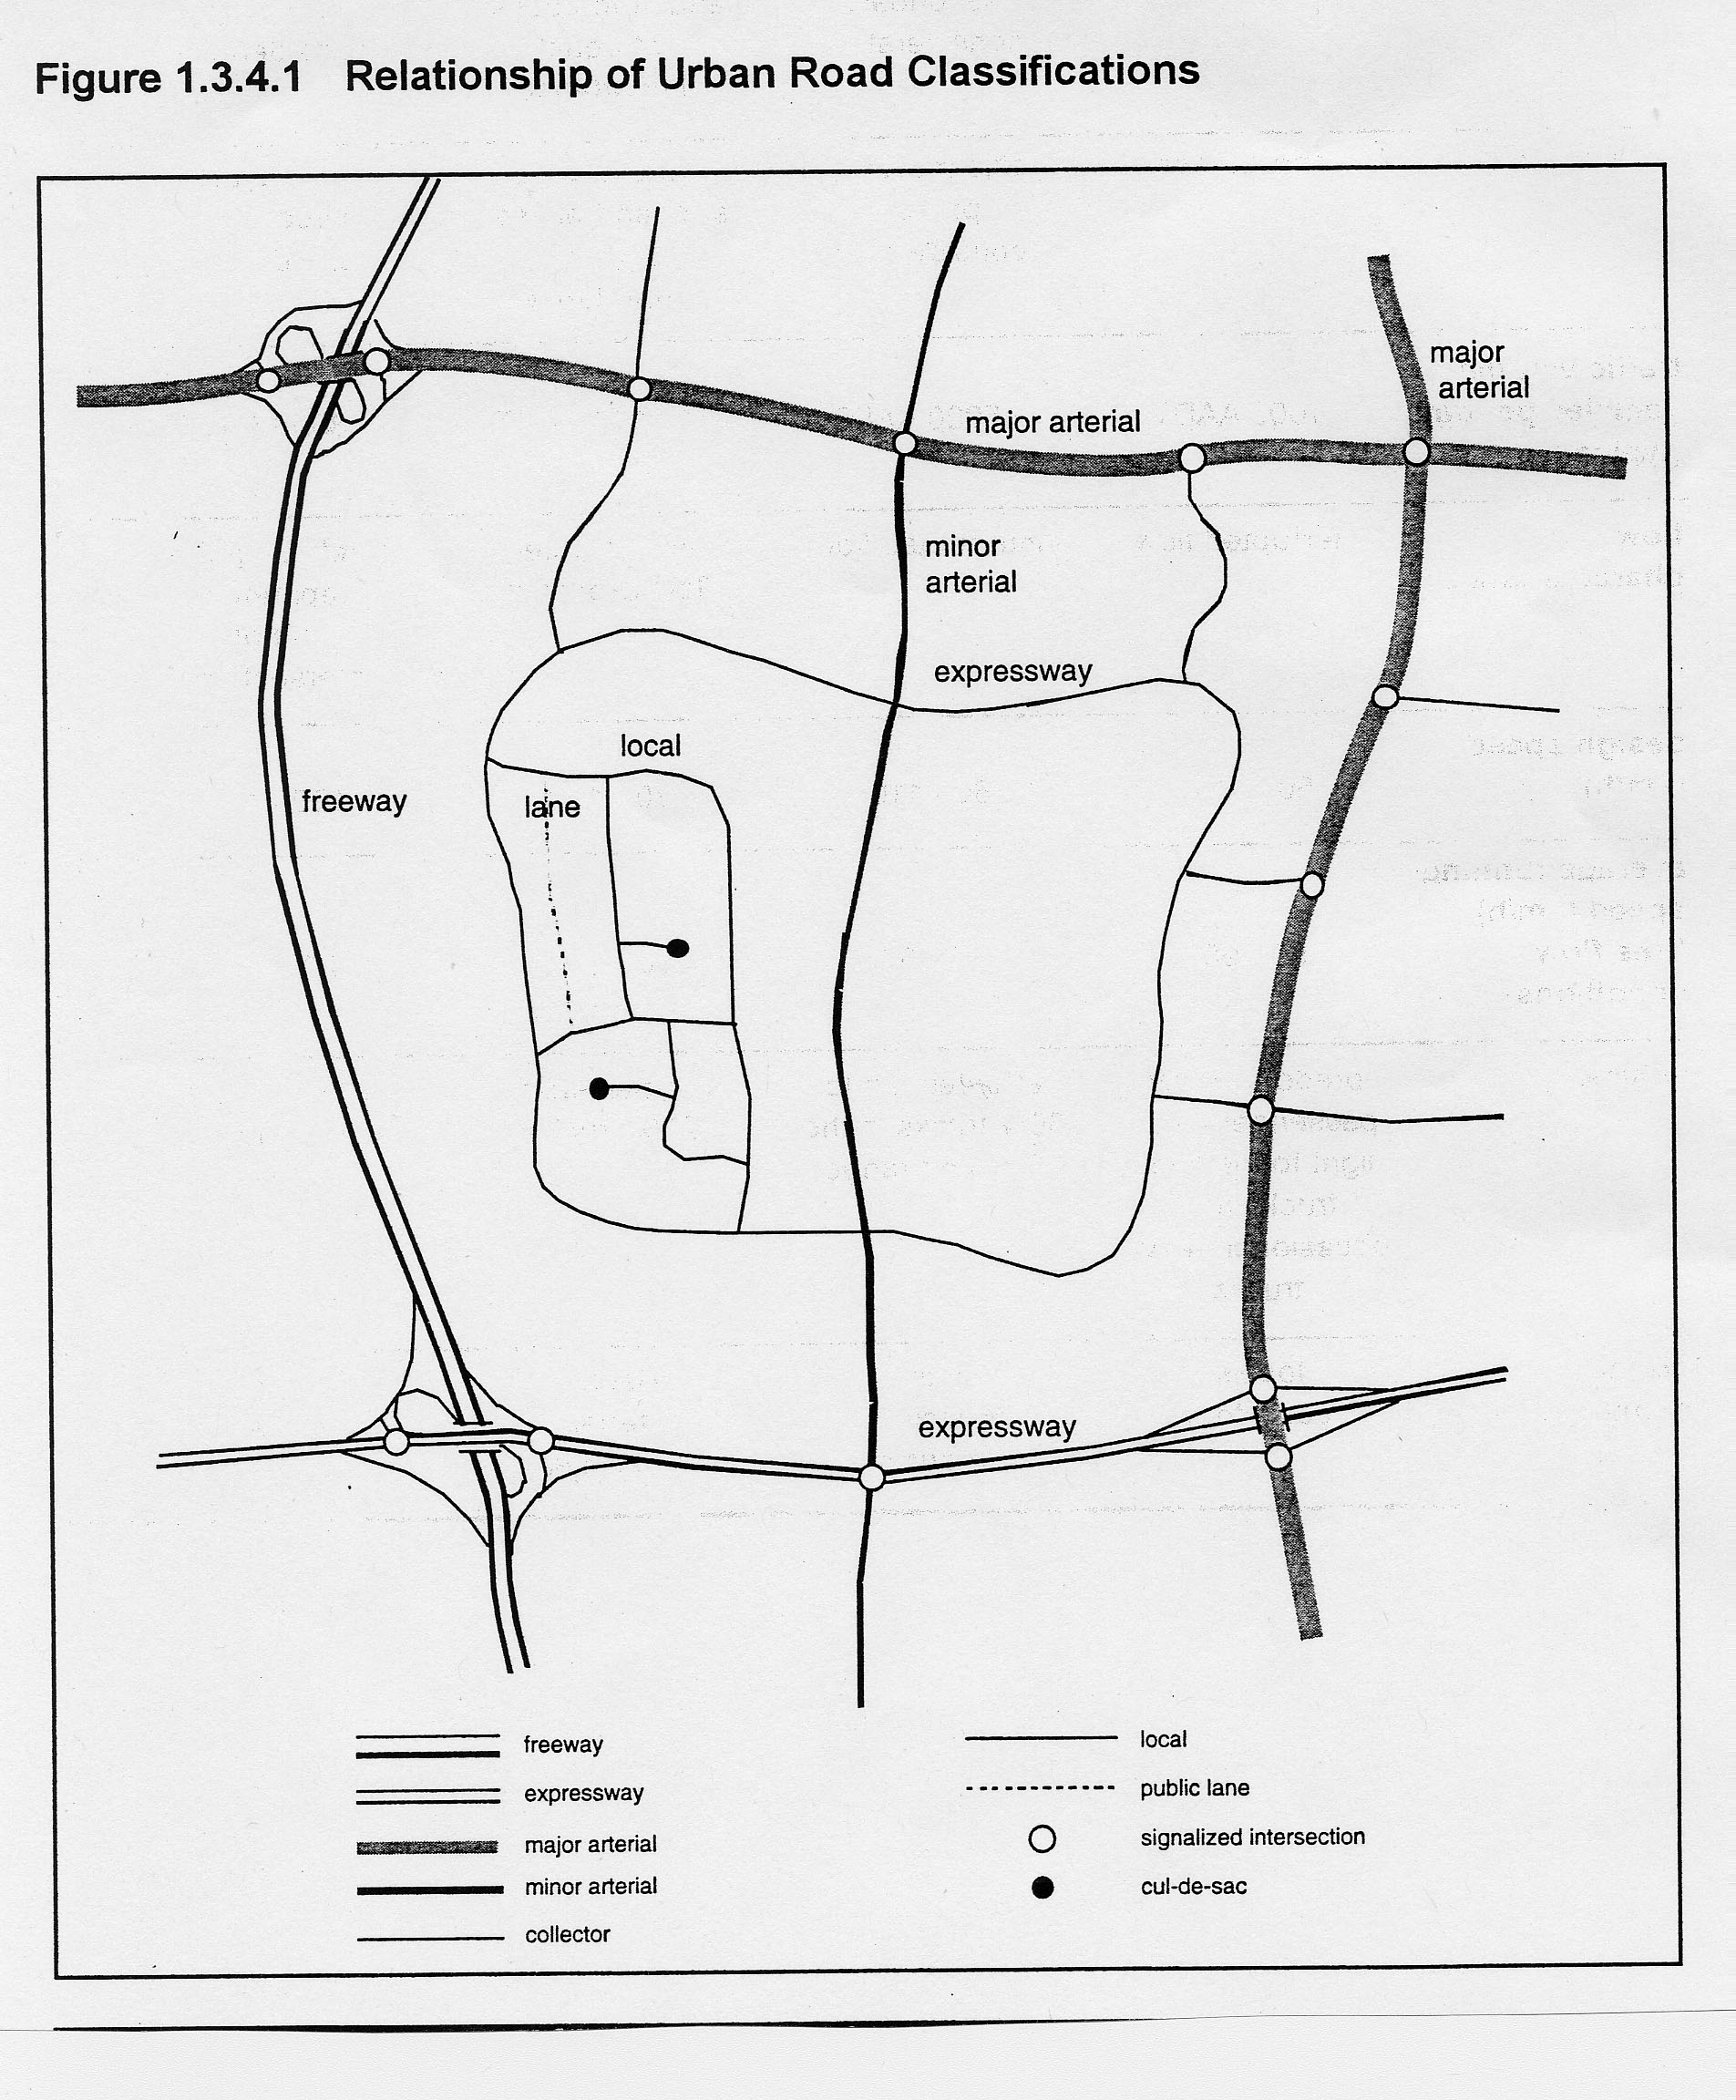 Figure 1.3.4.1 Relationship of Urban Road Classifications
major
arterial
major arterial
minor
arterial
expressway
local
lane
freeway
expressway
freeway
expressway
major arterial
minor arterial
collector
local
public lane
signalized intersection
cul-de-sac